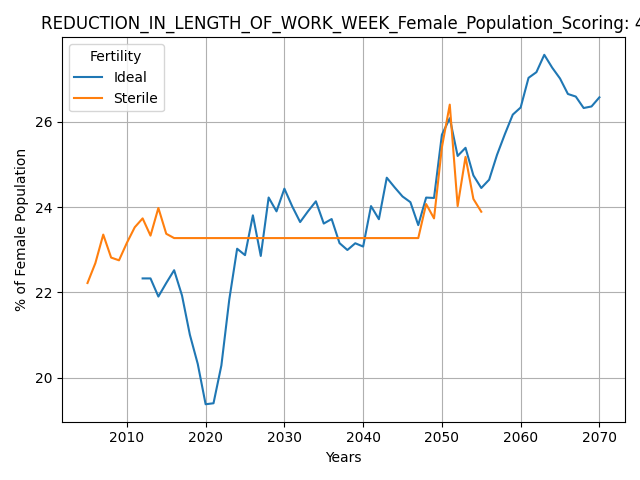 REDUCTION_IN_LENGTH_OF_WORK_WEEK_Female_Population_Scoring: 4
Fertility
Ideal
Sterile
% of Female Population
26
24
22
20
2010 2020 2030 2040 2050 2060 2070
Years